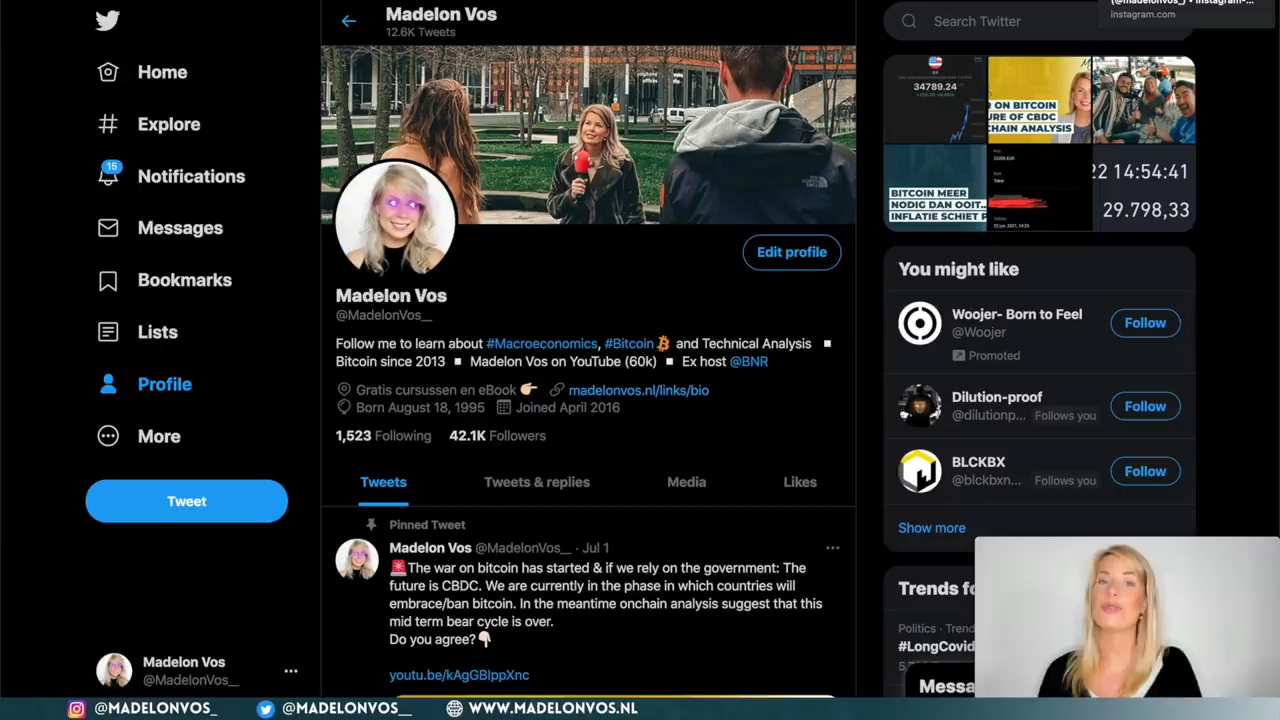 Home
Explore
15
Notifications
Messages
Bookmarks
Lists
Profile
More
Tweet
Madelon Vos
@MadelonVos__
Madelon Vos
12.6K Tweets
Edit profile
Madelon Vos
@MadelonVos__
Follow me to learn about #Macroeconomics, #Bitcoin and Technical Analysis ▪
Bitcoin since 2013 ▪ Madelon Vos on YouTube (60k) ▪ Ex host @BNR
Gratis cursussen en eBook 👉🏻 madelonvos.nl/links/bio
Born August 18, 1995 Joined April 2016
1,523 Following 42.1K Followers
Tweets Tweets & replies Media Likes
Pinned Tweet
Madelon Vos @MadelonVos__ · Jul 1
🚨The war on bitcoin has started & if we rely on the government: The
future is CBDC. We are currently in the phase in which countries will
embrace/ban bitcoin. In the meantime onchain analysis suggest that this
mid term bear cycle is over.
Do you agree?👇🏻
youtu.be/kAgGBlppXnc
(@madelonvos_) • Instagram-...
instagram.com
Search Twitter
34789.24
R ON BITCOIN
URE OF CBDC
CHAIN ANALYSIS
BITCOIN MEER
NODIG DAN OOIT...
INFLATIE SCHIET P
22 14:54:41
29.798,33
You might like
Woojer- Born to Feel
@Woojer
Promoted
Follow
Dilution-proof
@dilutionp... Follows you
Follow
BLCKBX
@blckbxn... Follows you
Follow
Show more
Trends fo
Politics · Trend
#LongCovid
Messa
@MADELONVOS_ @MADELONVOS__ WWW.MADELONVOS.NL